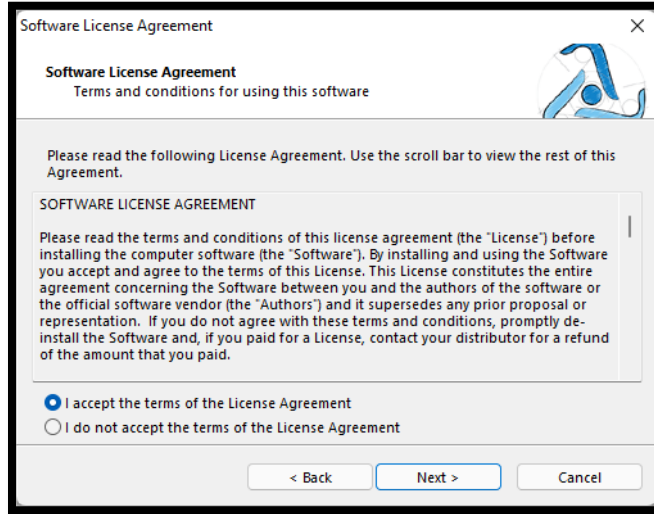 Software License Agreement
Software License Agreement
Terms and conditions for using this software
Please read the following License Agreement. Use the scroll bar to view the rest of this
Agreement.
SOFTWARE LICENSE AGREEMENT
Please read the terms and conditions of this license agreement (the "License") before
installing the computer software (the "Software"). By installing and using the Software
you accept and agree to the terms of this License. This License constitutes the entire
agreement concerning the Software between you and the authors of the software or
the official software vendor (the "Authors") and it supersedes any prior proposal or
representation.  If you do not agree with these terms and conditions, promptly de-
install the Software and, if you paid for a License, contact your distributor for a refund
of the amount that you paid.
I accept the terms of the License Agreement
I do not accept the terms of the License Agreement
< Back
Next >
Cancel